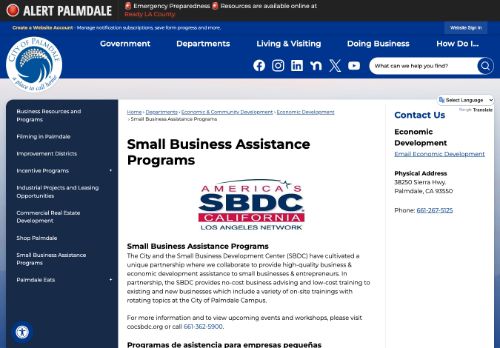 ALERT PALMDALE
🚨 Emergency Preparedness 🚨 Resources are available online at
Ready LA County.
Create a Website Account - Manage notification subscriptions, save form progress and more.
Website Sign In
CITY OF PALMDALE
a place to call home
Government
Departments
Living & Visiting
Doing Business
How Do I...
What can we help you find?
Select Language
Google Translate
Business Resources and
Programs
Filming in Palmdale
Improvement Districts
Incentive Programs +
Industrial Projects and Leasing
Opportunities
Commercial Real Estate
Development
Shop Palmdale
Small Business Assistance
Programs
Palmdale Eats +
Home › Departments › Economic & Community Development › Economic Development
› Small Business Assistance Programs
Small Business Assistance
Programs
AMERICA'S
SBDC
CALIFORNIA
LOS ANGELES NETWORK
Small Business Assistance Programs
The City and the Small Business Development Center (SBDC) have cultivated a
unique partnership where we collaborate to provide high-quality business &
economic development assistance to small businesses & entrepreneurs. In
partnership, the SBDC provides no-cost business advising and low-cost training to
existing and new businesses which include a variety of on-site trainings with
rotating topics at the City of Palmdale Campus.
For more information and to view upcoming events and workshops, please visit
cocsbdc.org or call 661-362-5900.
Programas de asistencia para empresas pequeñas
Contact Us
Economic
Development
Email Economic Development
Physical Address
38250 Sierra Hwy.
Palmdale, CA 93550
Phone: 661-267-5125